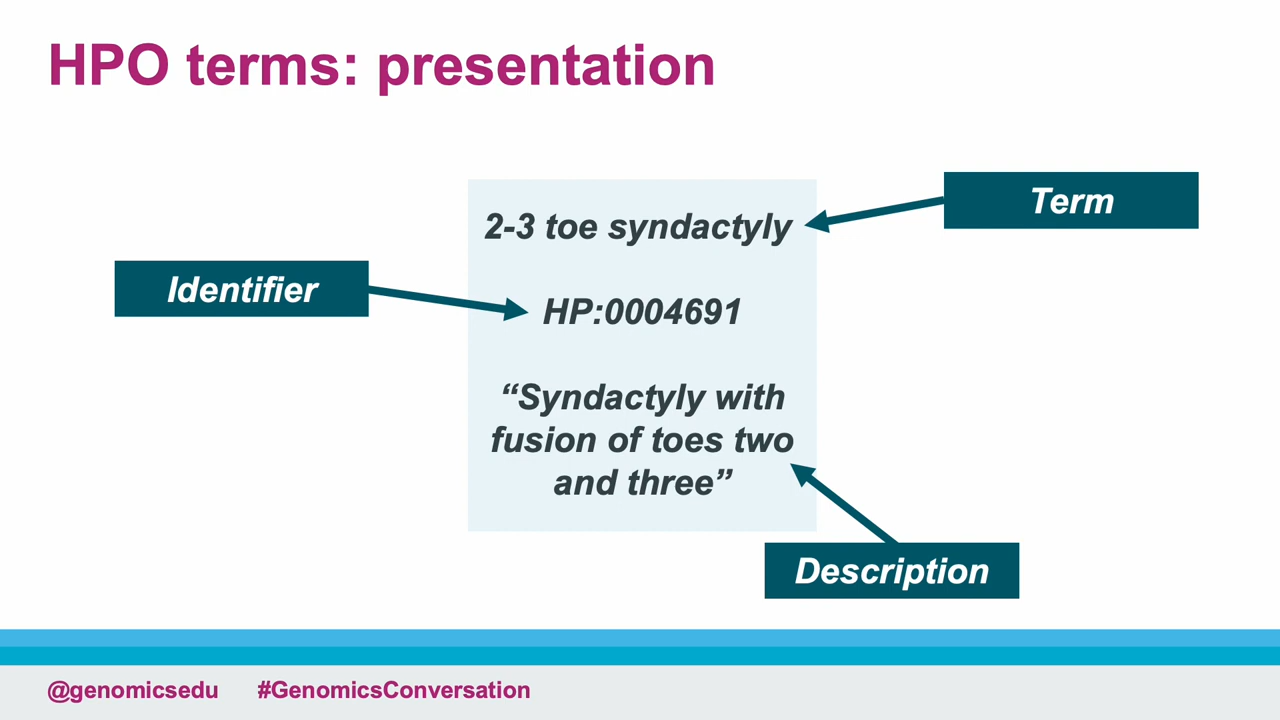 HPO terms: presentation
Term
2-3 toe syndactyly
Identifier
HP:0004691
“Syndactyly with
fusion of toes two
and three”
Description
@genomicsedu #GenomicsConversation